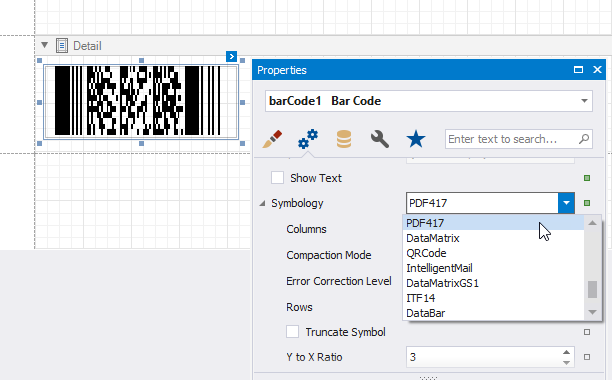 Detail
Properties
barCode1 Bar Code
Enter text to search...
Show Text
Symbology PDF417
PDF417
Columns
DataMatrix
Compaction Mode
QRCode
IntelligentMail
Error Correction Level
DataMatrixGS1
ITF14
Rows
DataBar
Truncate Symbol
Y to X Ratio 3